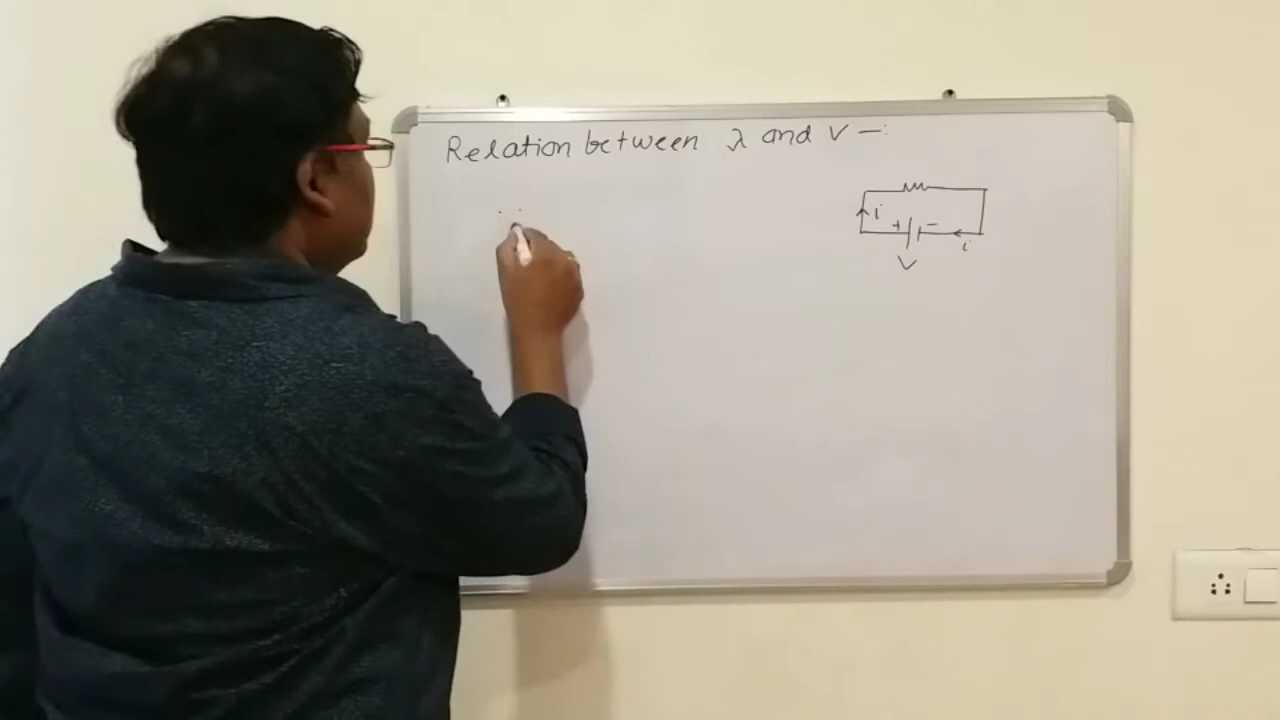 Relation between λ and V –:
i
+ –
i
V